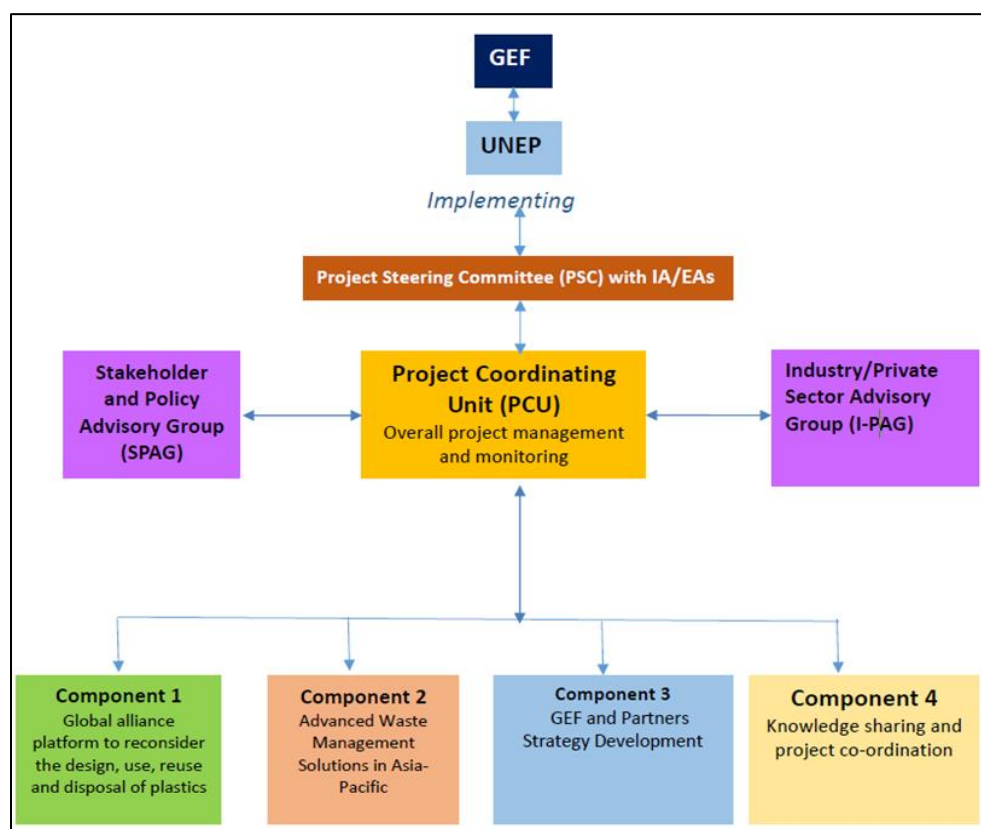 GEF
UNEP
Implementing
Project Steering Committee (PSC) with IA/EAs
Stakeholder
and Policy
Advisory Group
(SPAG)
Project Coordinating
Unit (PCU)
Overall project management
and monitoring
Industry/Private
Sector Advisory
Group (I-PAG)
Component 1
Global alliance
platform to reconsider
the design, use, reuse
and disposal of plastics
Component 2
Advanced Waste
Management
Solutions in Asia-
Pacific
Component 3
GEF and Partners
Strategy Development
Component 4
Knowledge sharing and
project co-ordination